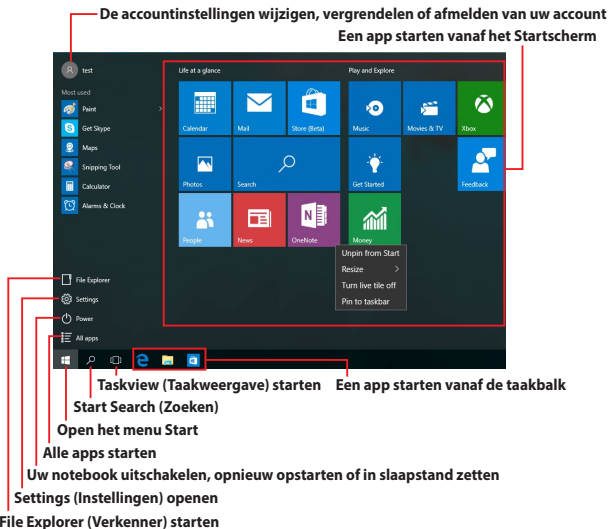 De accountinstellingen wijzigen, vergrendelen of afmelden van uw account
Een app starten vanaf het Startscherm
test
Life at a glance
Play and Explore
Most used
Paint
Get Skype
Maps
Snipping Tool
Calculator
Alarms & Clock
Calendar
Mail
Store (Beta)
Music
Movies & TV
Xbox
Photos
Search
Get Started
Feedback
People
News
OneNote
Money
Unpin from Start
Resize
Turn live tile off
Pin to taskbar
File Explorer
Settings
Power
All apps
Taskview (Taakweergave) starten
Een app starten vanaf de taakbalk
Start Search (Zoeken)
Open het menu Start
Alle apps starten
Uw notebook uitschakelen, opnieuw opstarten of in slaapstand zetten
Settings (Instellingen) openen
File Explorer (Verkenner) starten